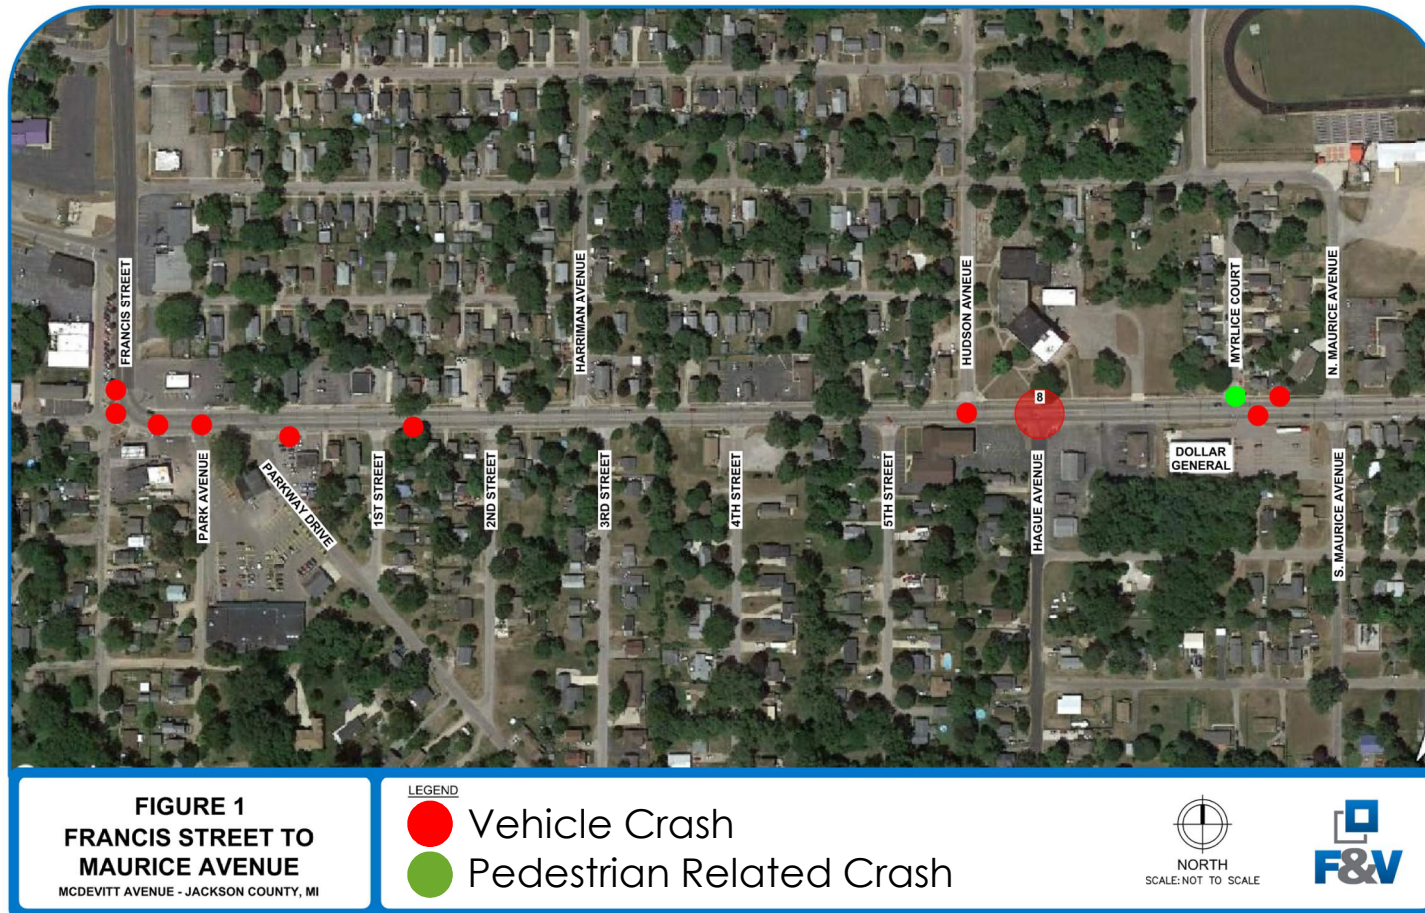 FRANCIS STREET
HARRIMAN AVENUE
HUDSON AVNEUE
MYRLICE COURT
N. MAURICE AVENUE
8
PARK AVENUE
PARKWAY DRIVE
1ST STREET
2ND STREET
3RD STREET
4TH STREET
5TH STREET
HAGUE AVENUE
DOLLAR
GENERAL
S. MAURICE AVENUE
FIGURE 1
FRANCIS STREET TO
MAURICE AVENUE
MCDEVITT AVENUE - JACKSON COUNTY, MI
LEGEND
Vehicle Crash
Pedestrian Related Crash
NORTH
SCALE: NOT TO SCALE
F&V